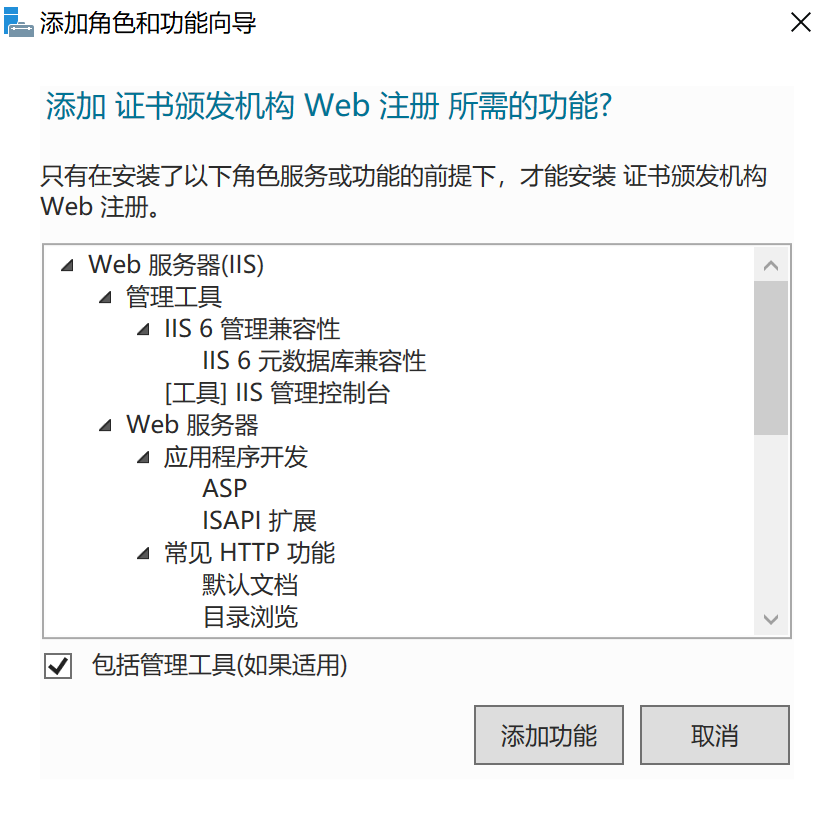 添加角色和功能向导
添加 证书颁发机构 Web 注册 所需的功能?
只有在安装了以下角色服务或功能的前提下，才能安装 证书颁发机构
Web 注册。
Web 服务器(IIS)
管理工具
IIS 6 管理兼容性
IIS 6 元数据库兼容性
[工具] IIS 管理控制台
Web 服务器
应用程序开发
ASP
ISAPI 扩展
常见 HTTP 功能
默认文档
目录浏览
包括管理工具(如果适用)
添加功能
取消